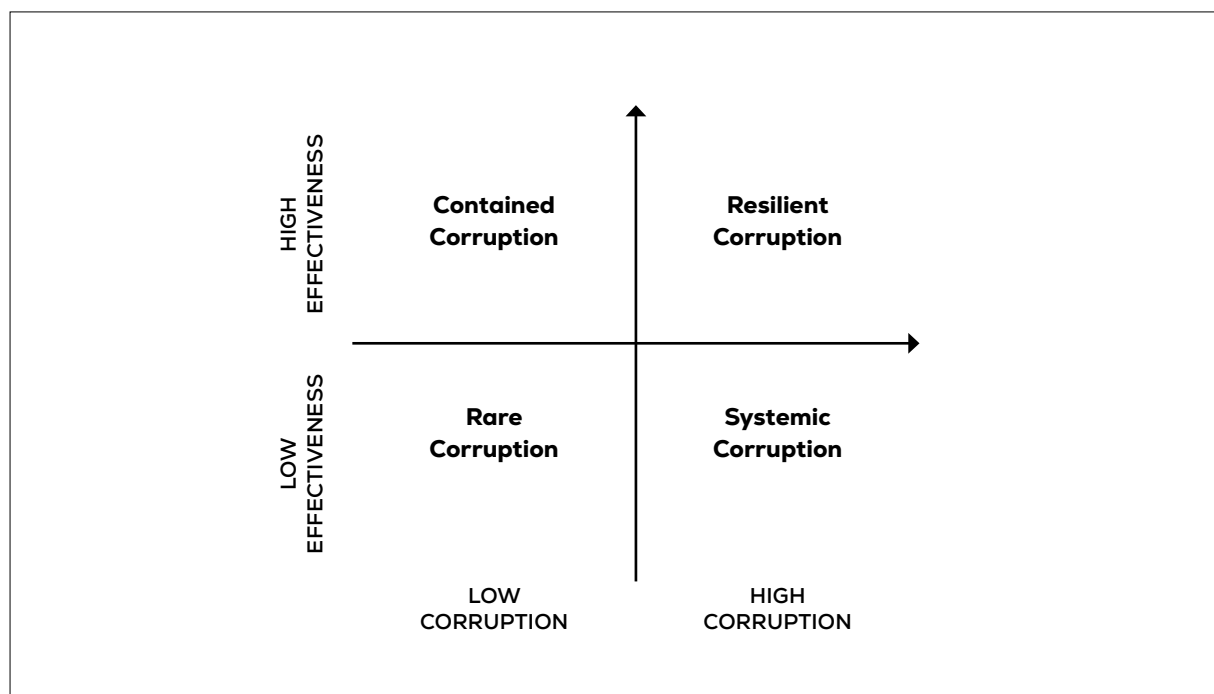 HIGH
EFFECTIVENESS
Contained
Corruption
Resilient
Corruption
LOW
EFFECTIVENESS
Rare
Corruption
Systemic
Corruption
LOW
CORRUPTION
HIGH
CORRUPTION